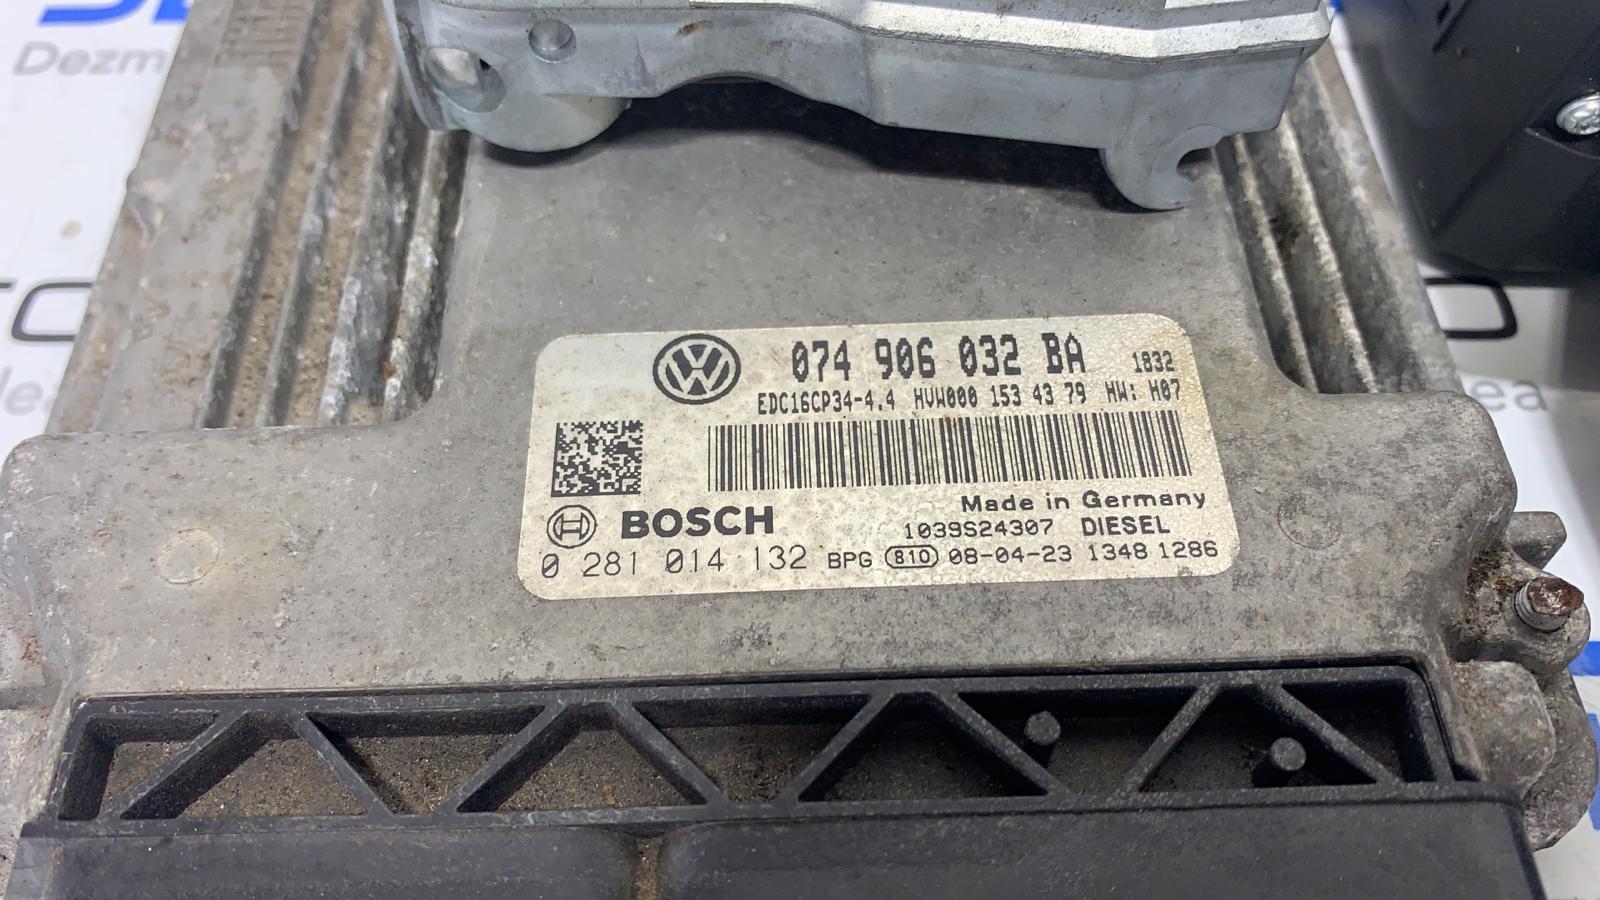 Dezm
074 906 032 BA 1832
EDC16CP34-4.4 HVW000 153 43 79 HW: H07
Made in Germany
BOSCH 1039S24307 DIESEL
0 281 014 132 BPG 810 08-04-23 1348 1286